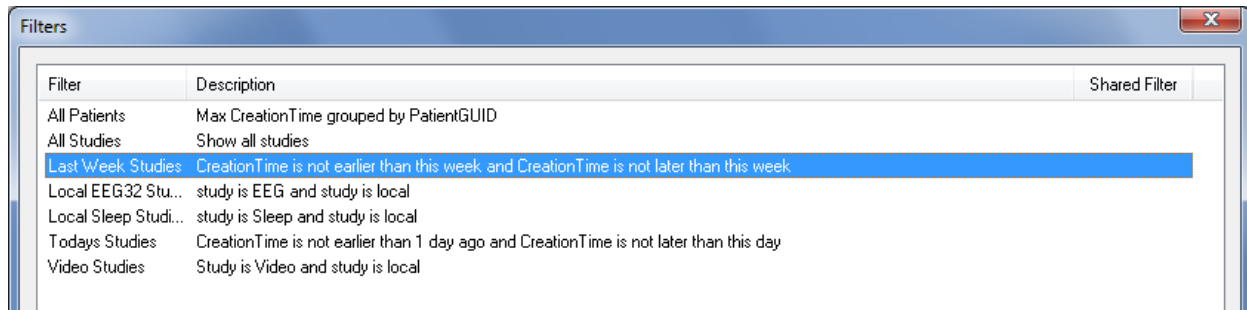 Filters
Filter Description Shared Filter
All Patients Max CreationTime grouped by PatientGUID
All Studies Show all studies
Last Week Studies CreationTime is not earlier than this week and CreationTime is not later than this week
Local EEG32 Stu... study is EEG and study is local
Local Sleep Studi... study is Sleep and study is local
Todays Studies CreationTime is not earlier than 1 day ago and CreationTime is not later than this day
Video Studies Study is Video and study is local